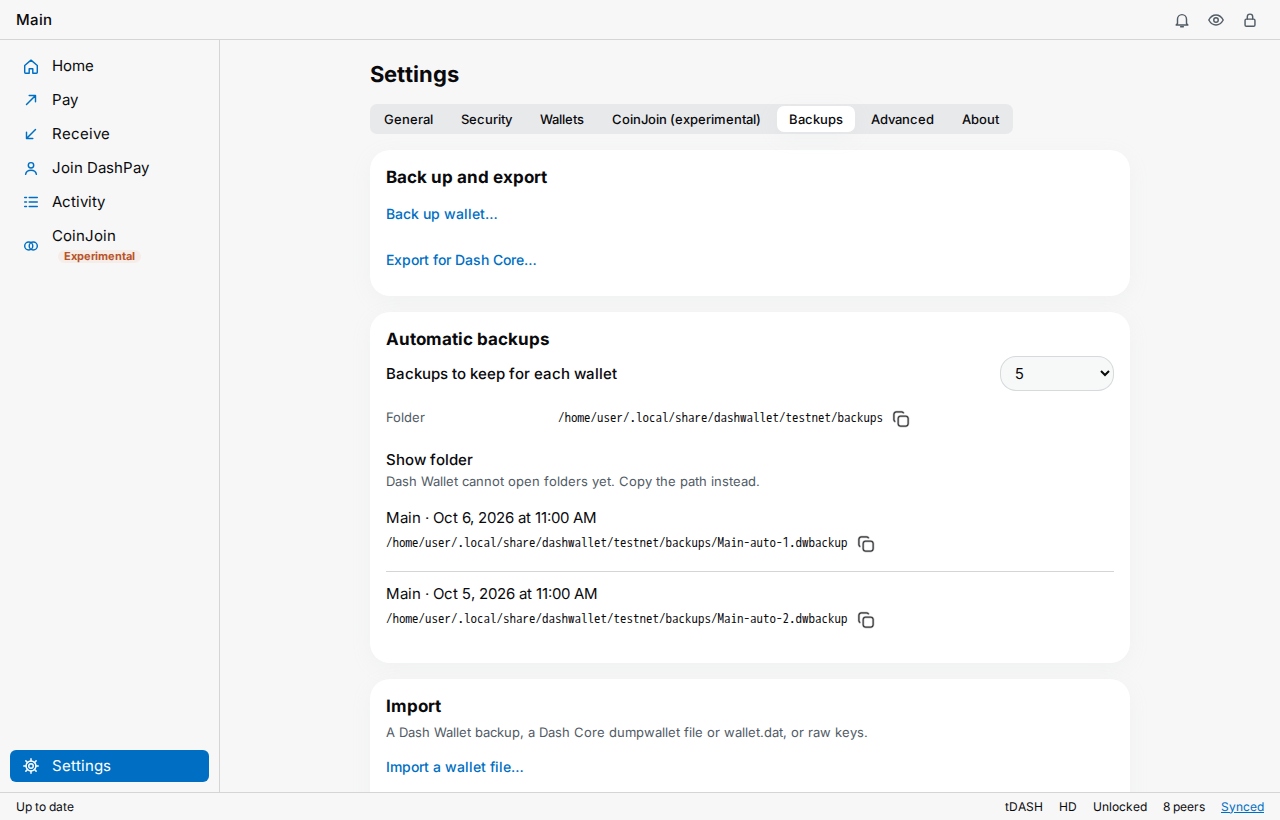 Main
Home
Pay
Receive
Join DashPay
Activity
CoinJoin
Experimental
Settings
Settings
General Security Wallets CoinJoin (experimental) Backups Advanced About
Back up and export
Back up wallet...
Export for Dash Core...
Automatic backups
Backups to keep for each wallet 5
Folder /home/user/.local/share/dashwallet/testnet/backups
Show folder
Dash Wallet cannot open folders yet. Copy the path instead.
Main · Oct 6, 2026 at 11:00 AM
/home/user/.local/share/dashwallet/testnet/backups/Main-auto-1.dwbackup
Main · Oct 5, 2026 at 11:00 AM
/home/user/.local/share/dashwallet/testnet/backups/Main-auto-2.dwbackup
Import
A Dash Wallet backup, a Dash Core dumpwallet file or wallet.dat, or raw keys.
Import a wallet file...
Up to date tDASH HD Unlocked 8 peers Synced